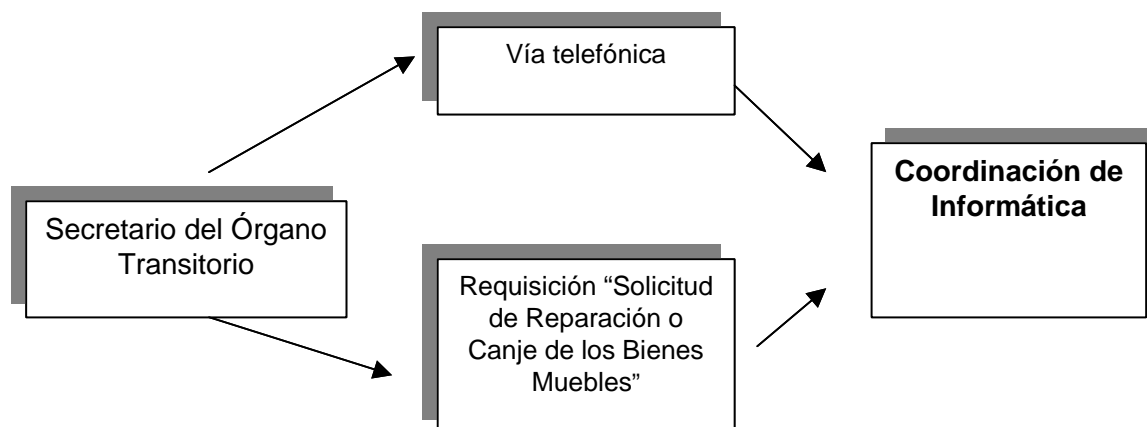 Vía telefónica
Coordinación de
Informática
Secretario del Órgano
Transitorio
Requisición “Solicitud
de Reparación o
Canje de los Bienes
Muebles”